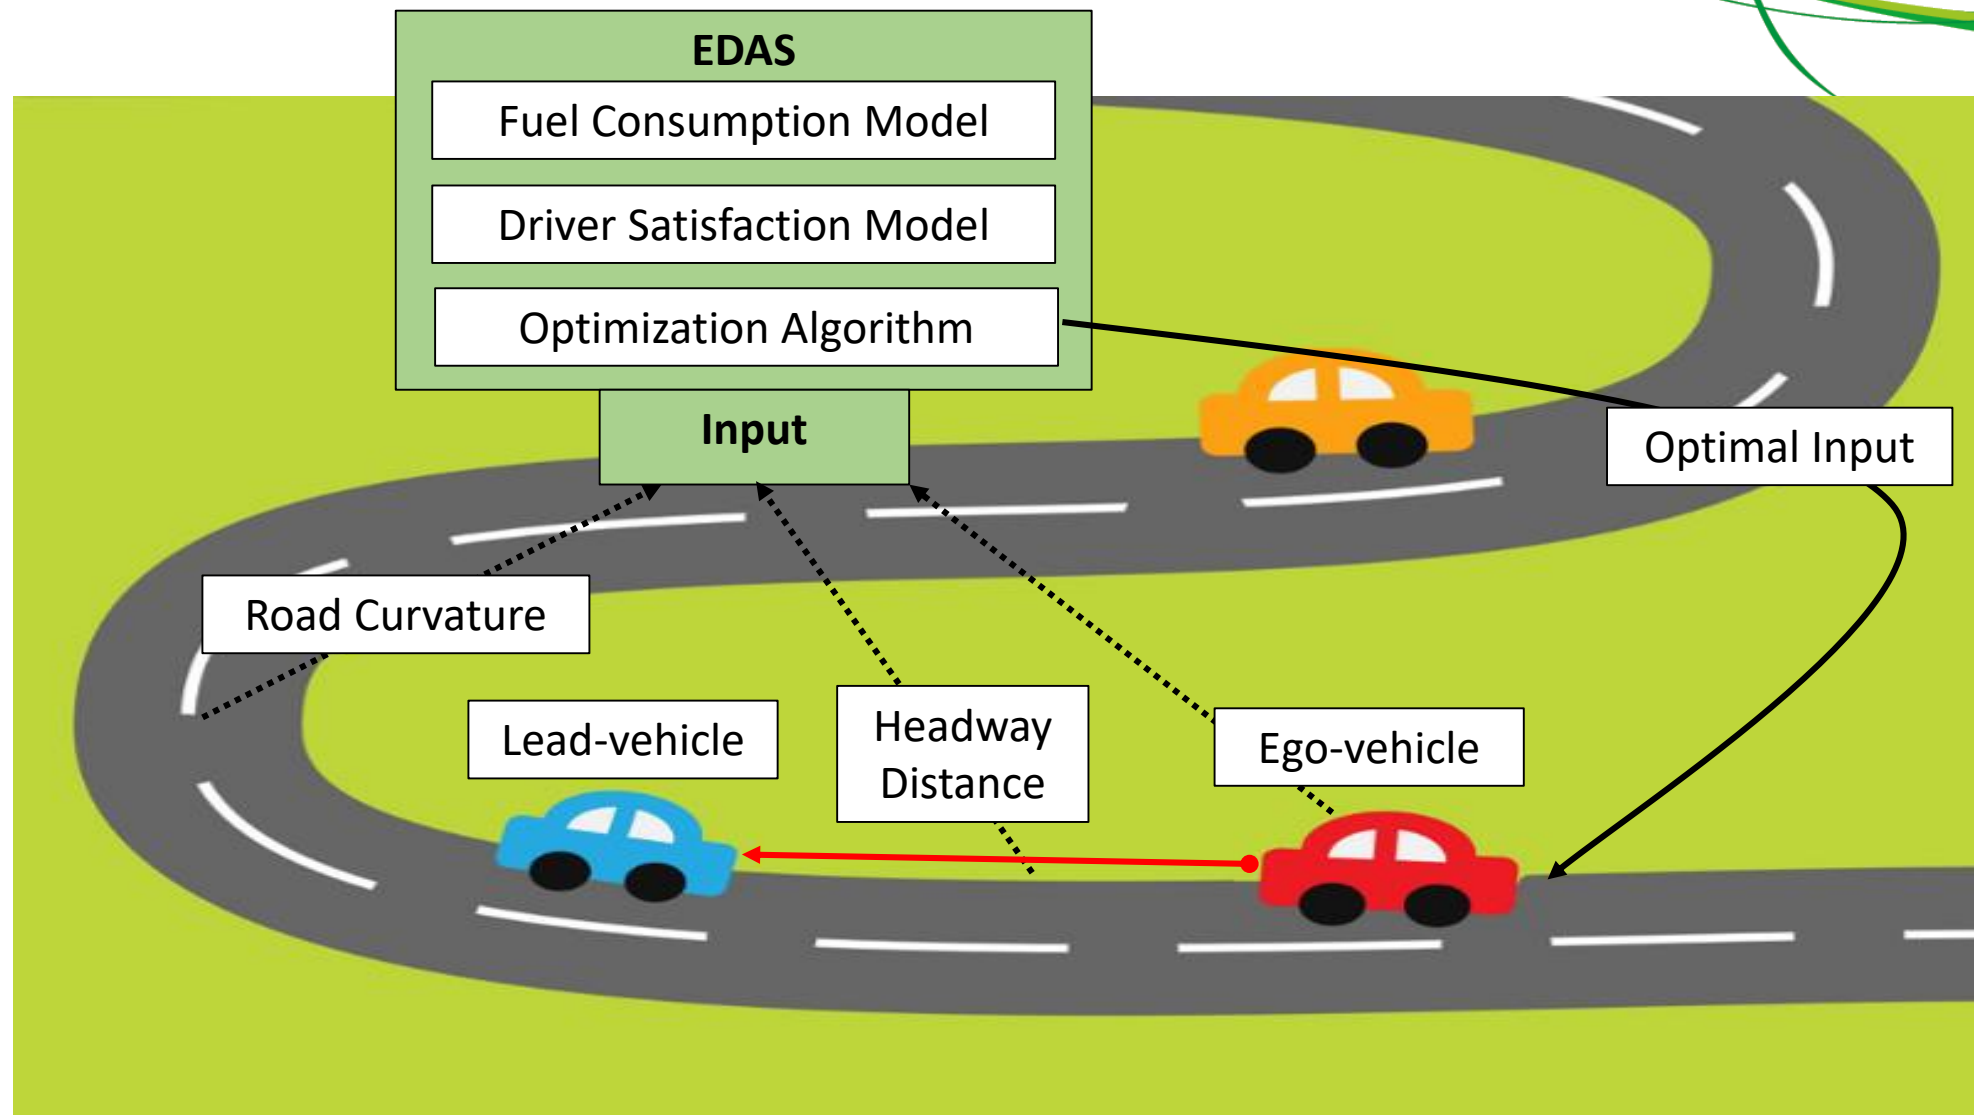 EDAS
Fuel Consumption Model
Driver Satisfaction Model
Optimization Algorithm
Input
Optimal Input
Road Curvature
Lead-vehicle
Headway
Distance
Ego-vehicle